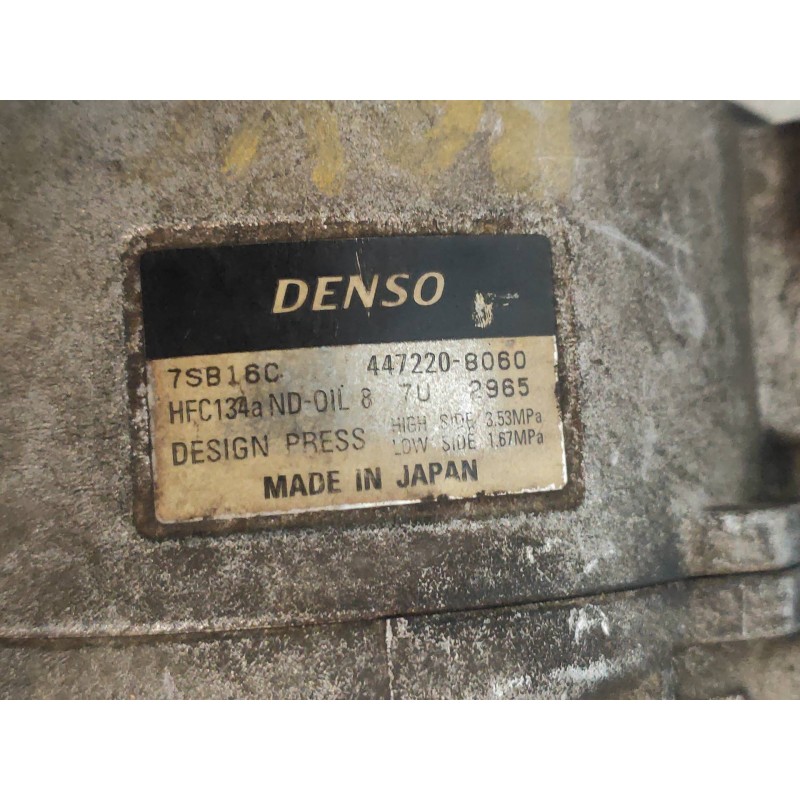 DENSO
7SB16C 447220-8060
HFC134a ND-OIL 8 7U 2965
DESIGN PRESS HIGH SIDE 3.53MPa
LOW SIDE 1.67MPa
MADE IN JAPAN